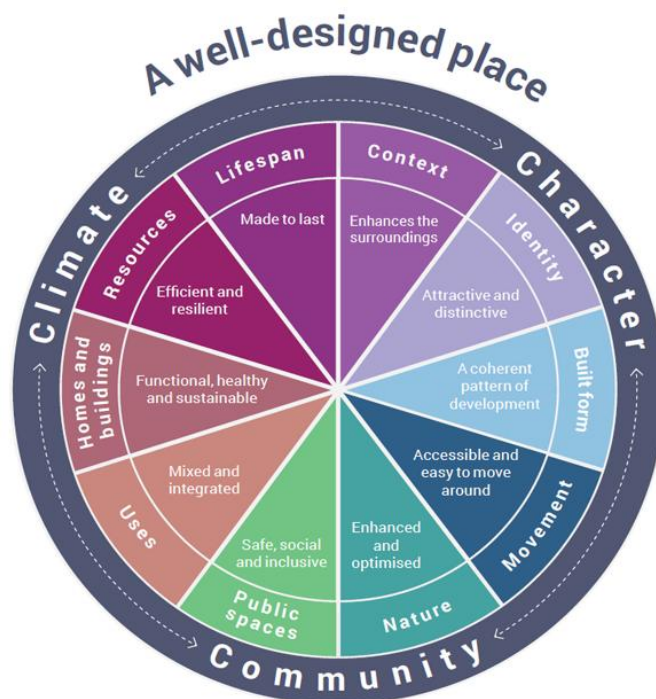 A well-designed place
Climate
Character
Community
Context
Enhances the
surroundings
Identity
Attractive and
distinctive
Built form
A coherent
pattern of
development
Movement
Accessible and
easy to move
around
Nature
Enhanced
and
optimised
Public
spaces
Safe, social
and inclusive
Uses
Mixed and
integrated
Homes and
buildings
Functional, healthy
and sustainable
Resources
Efficient and
resilient
Lifespan
Made to last